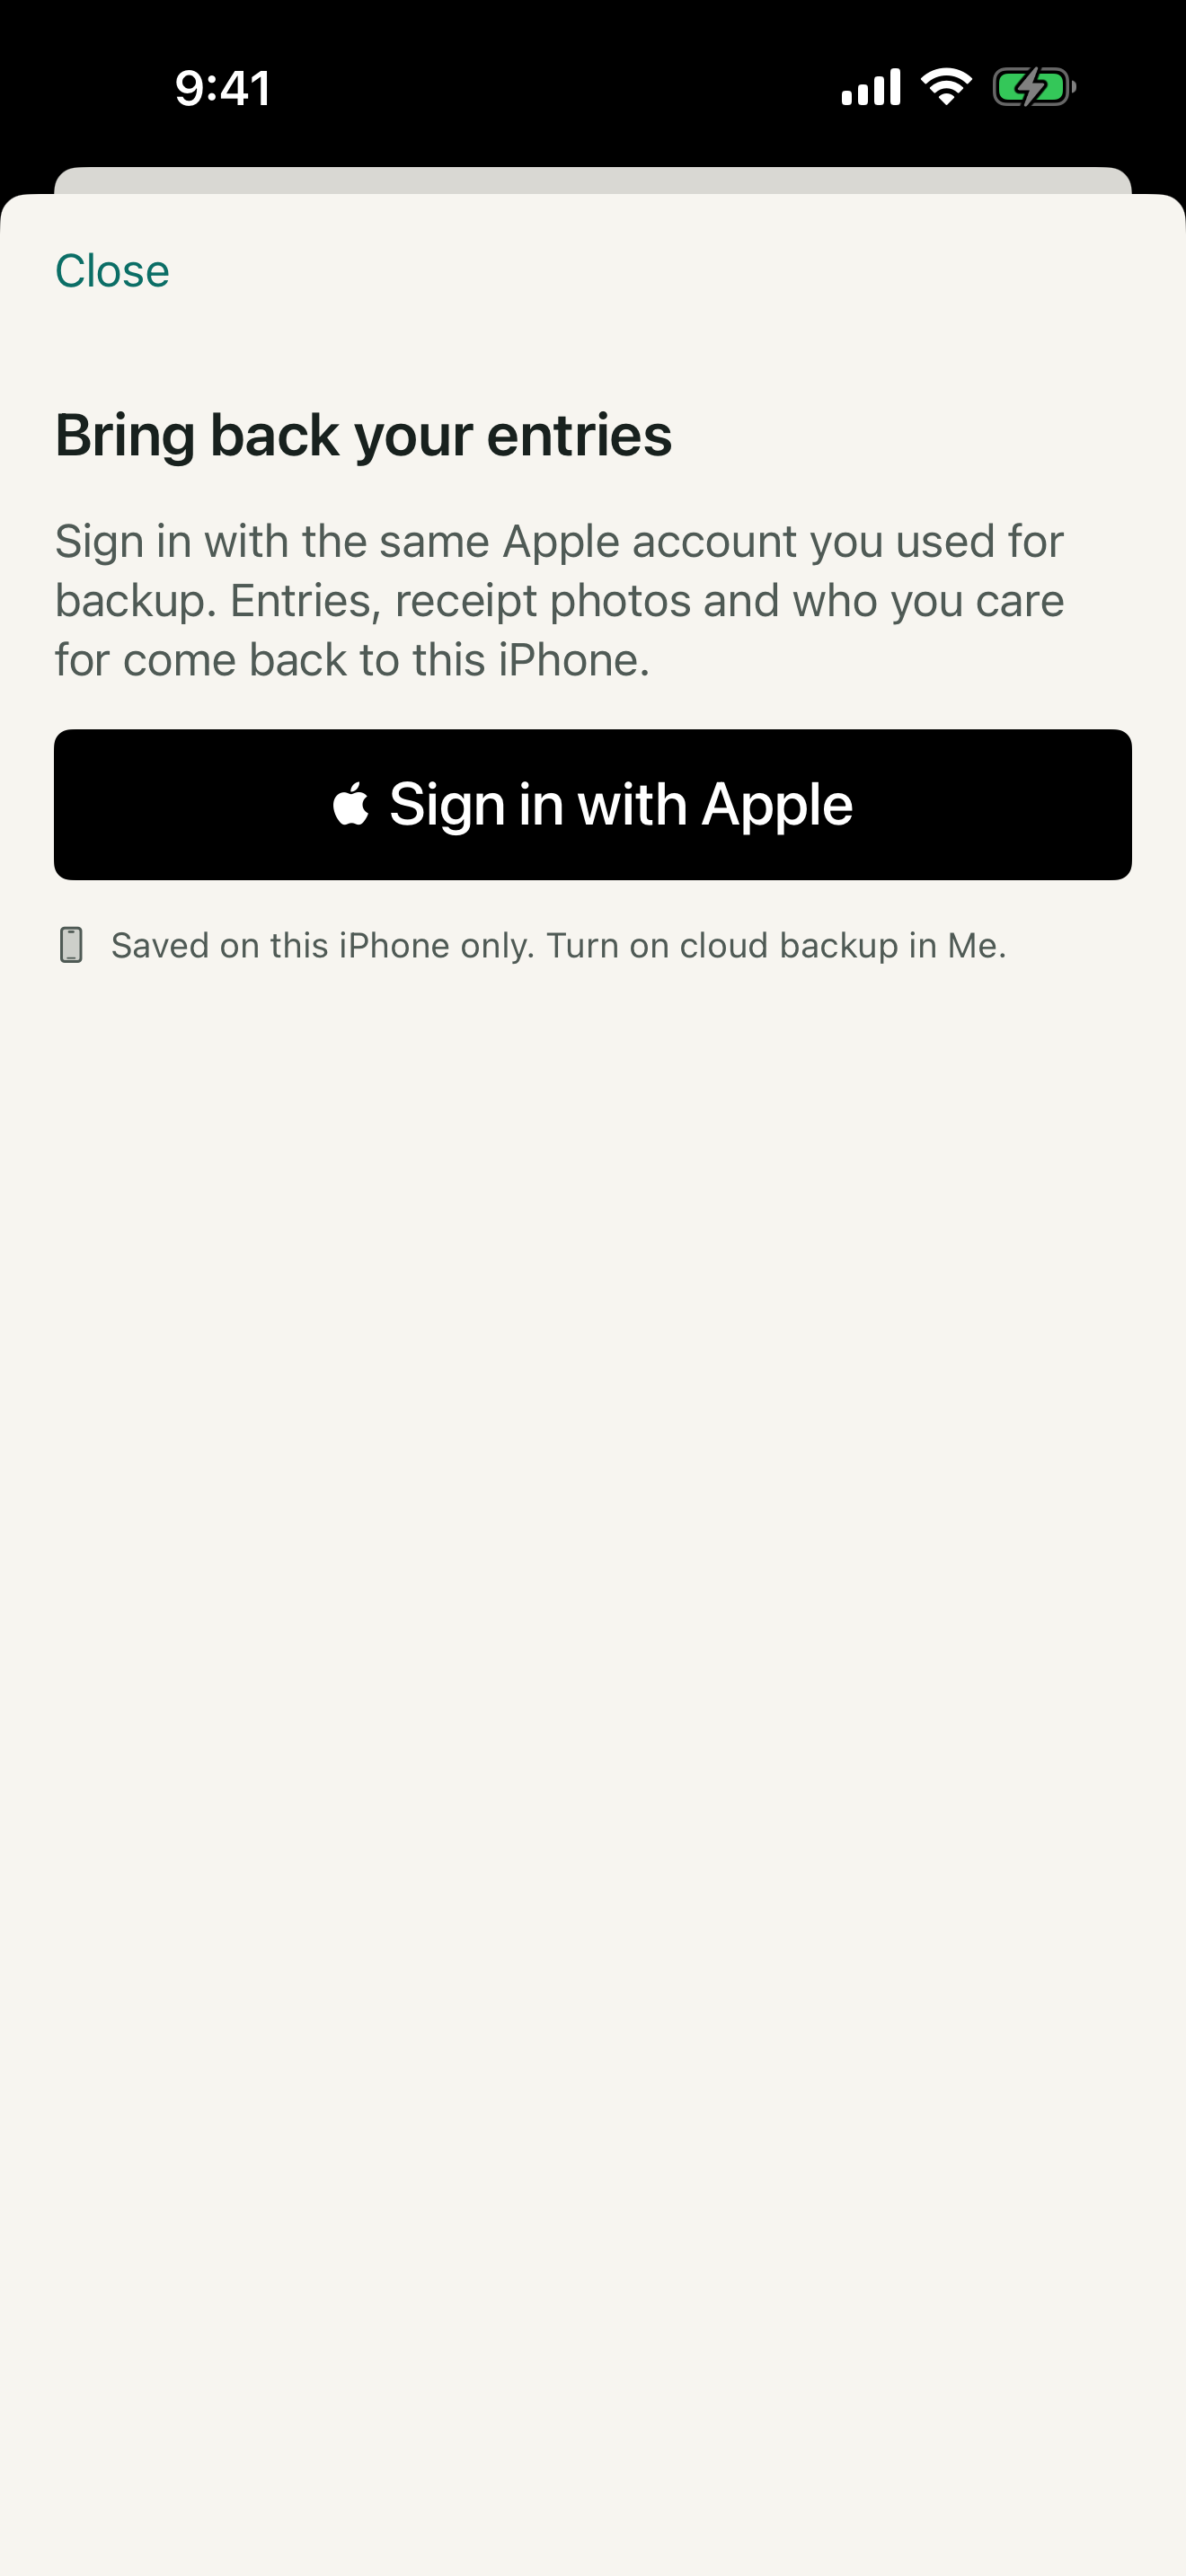 9:41
Close
Bring back your entries
Sign in with the same Apple account you used for
backup. Entries, receipt photos and who you care
for come back to this iPhone.
Sign in with Apple
Saved on this iPhone only. Turn on cloud backup in Me.